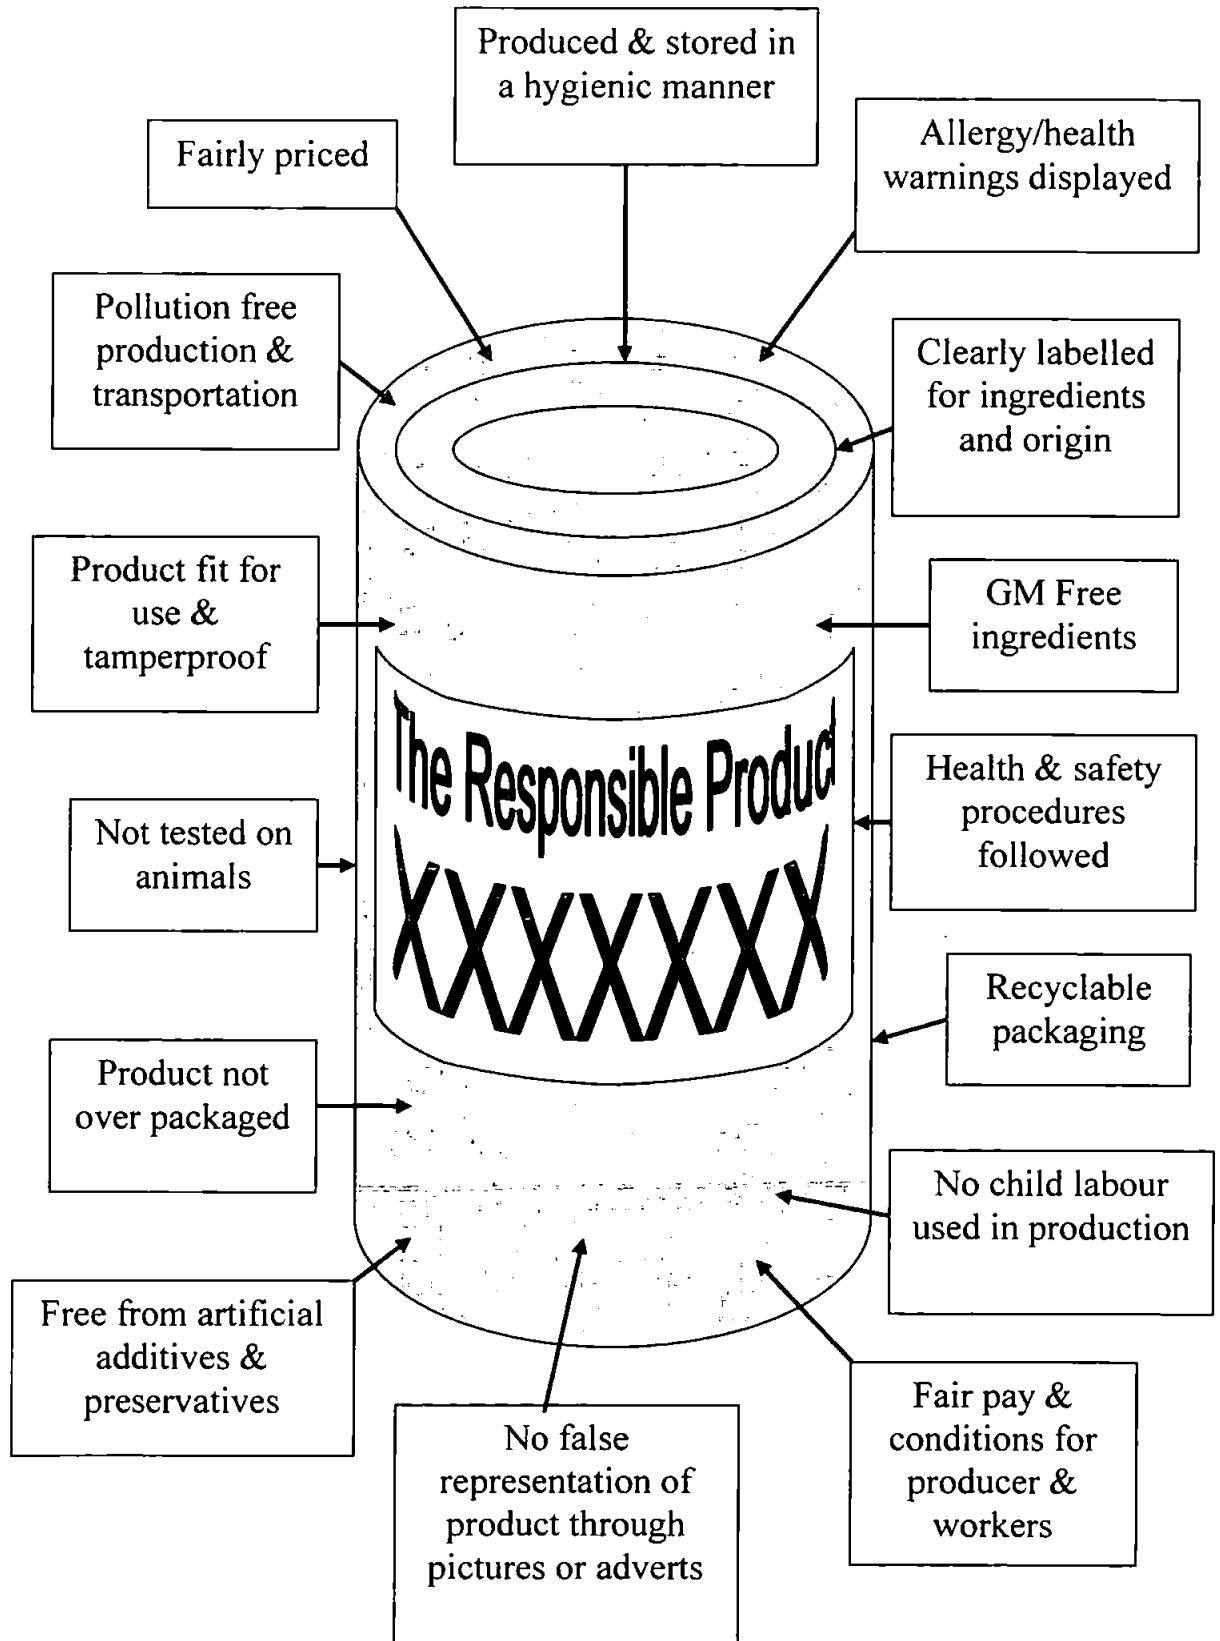 Produced & stored in
a hygienic manner
Fairly priced
Allergy/health
warnings displayed
Pollution free
production &
transportation
Clearly labelled
for ingredients
and origin
Product fit for
use &
tamperproof
GM Free
ingredients
The Responsible Product
Health & safety
procedures
followed
Not tested on
animals
XXXXXX
Recyclable
packaging
Product not
over packaged
No child labour
used in production
Free from artificial
additives &
preservatives
No false
representation of
product through
pictures or adverts
Fair pay &
conditions for
producer &
workers